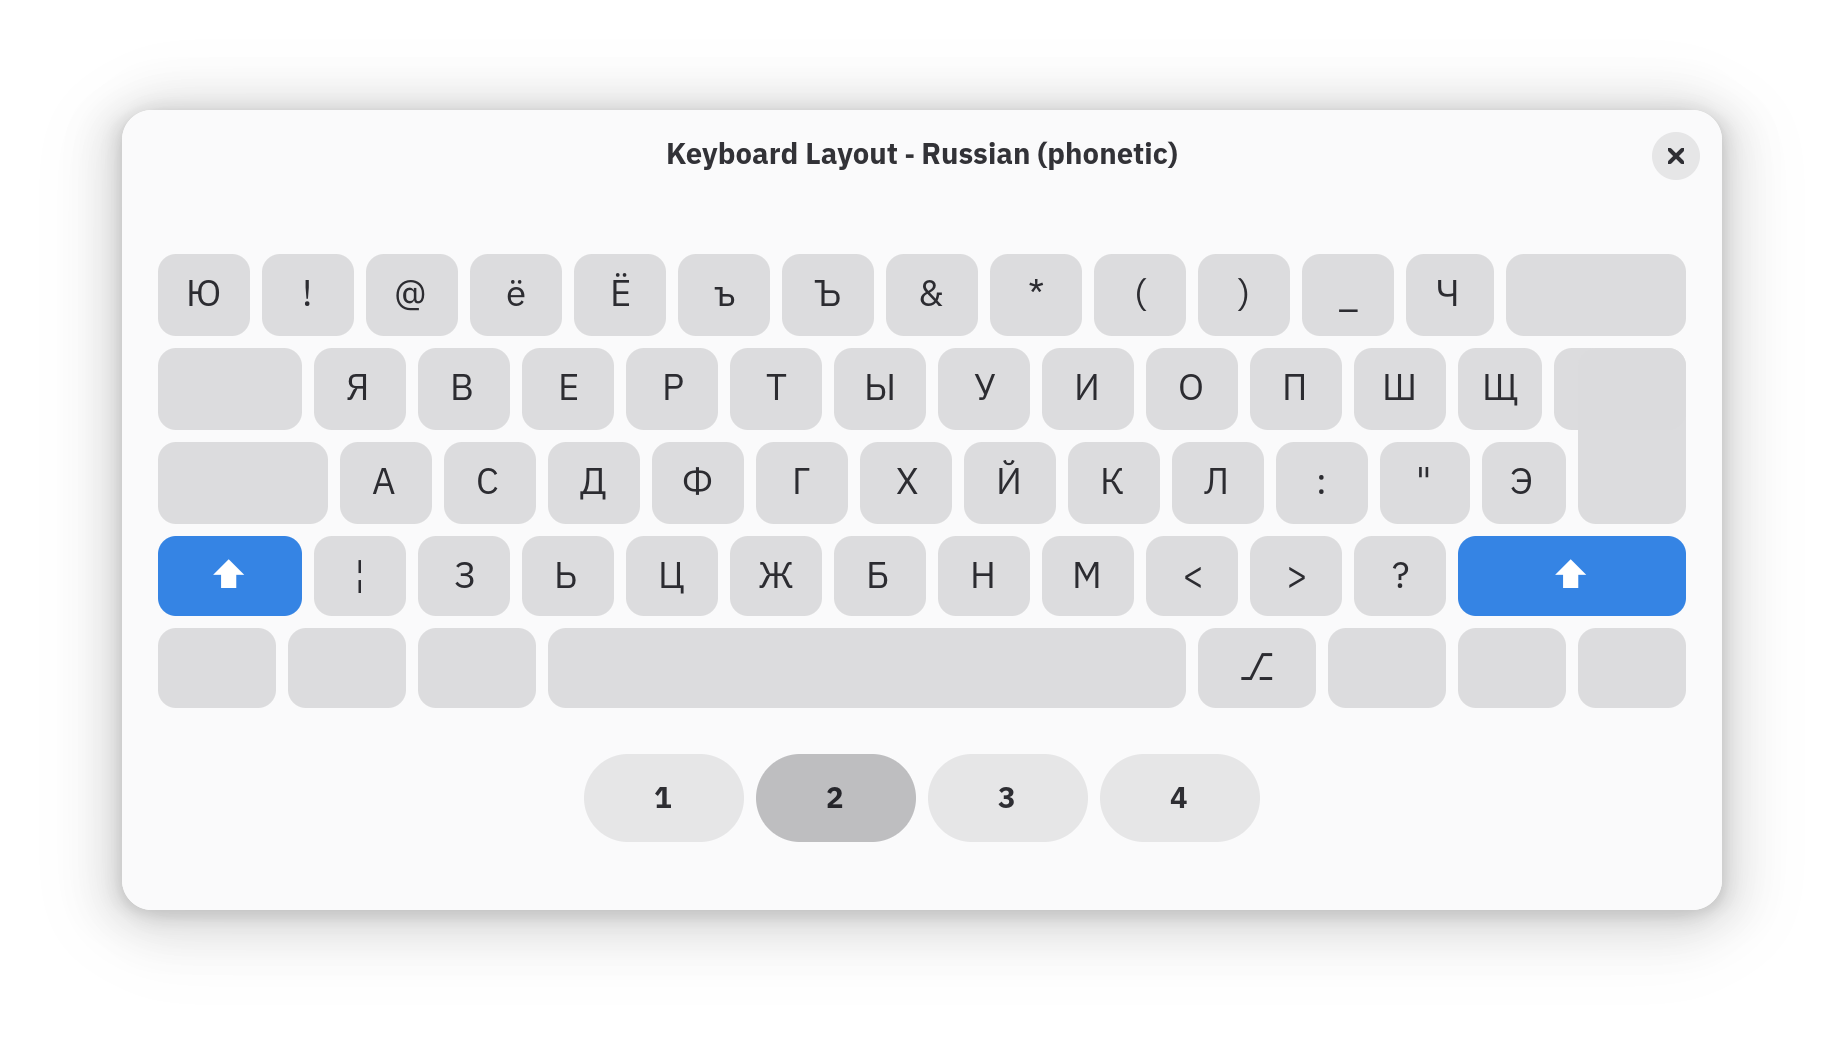 Keyboard Layout - Russian (phonetic)
Ю ! @ ё Ё ъ Ъ & * ( ) _ Ч
Я В Е Р Т Ы У И О П Ш Щ
А С Д Ф Г Х Й К Л : " Э
¦ З Ь Ц Ж Б Н М < > ?
⎇
1 2 3 4